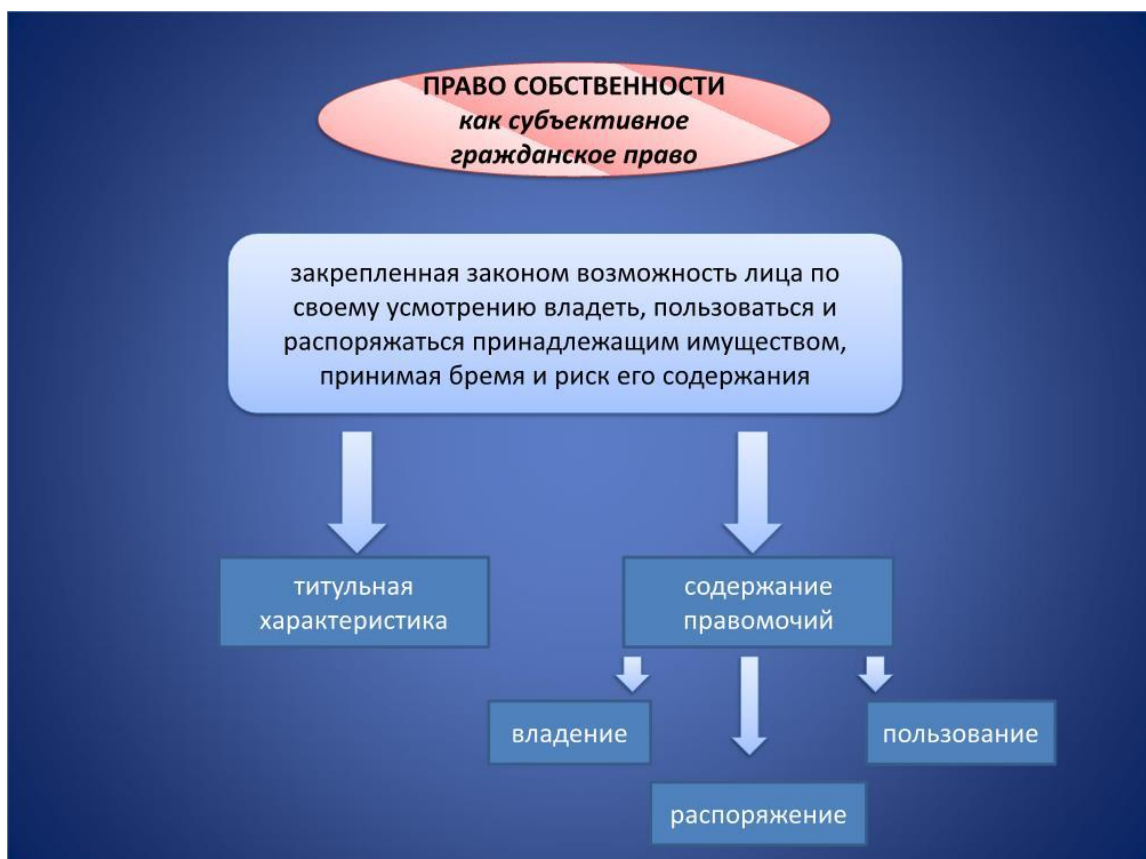 ПРАВО СОБСТВЕННОСТИ
как субъективное
гражданское право
закрепленная законом возможность лица по
своему усмотрению владеть, пользоваться и
распоряжаться принадлежащим имуществом,
принимая бремя и риск его содержания
титульная
характеристика
содержание
правомочий
владение
пользование
распоряжение